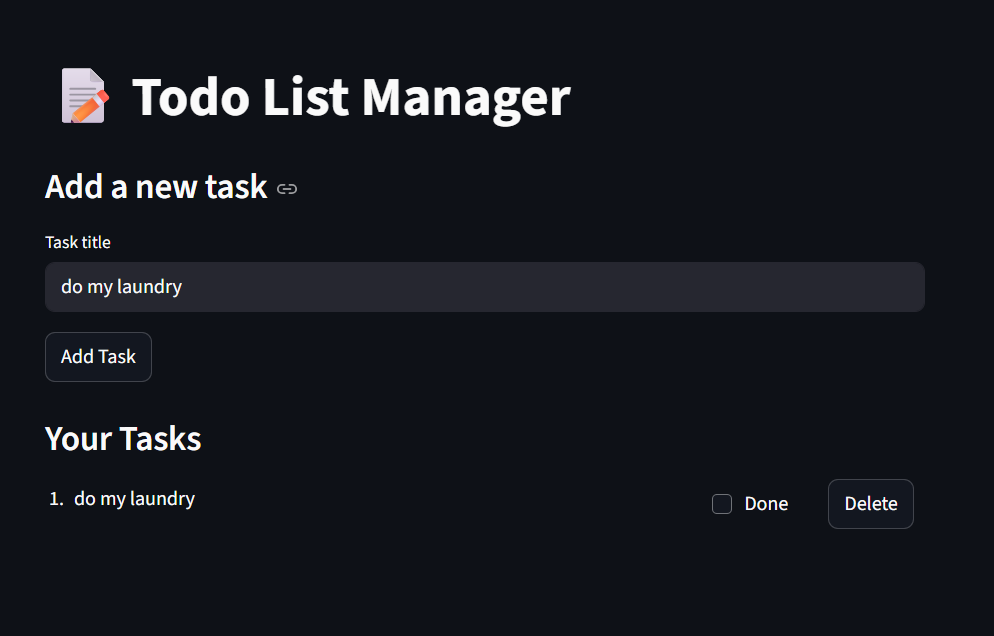 Todo List Manager
Add a new task
Task title
do my laundry
Add Task
Your Tasks
1. do my laundry
Done
Delete